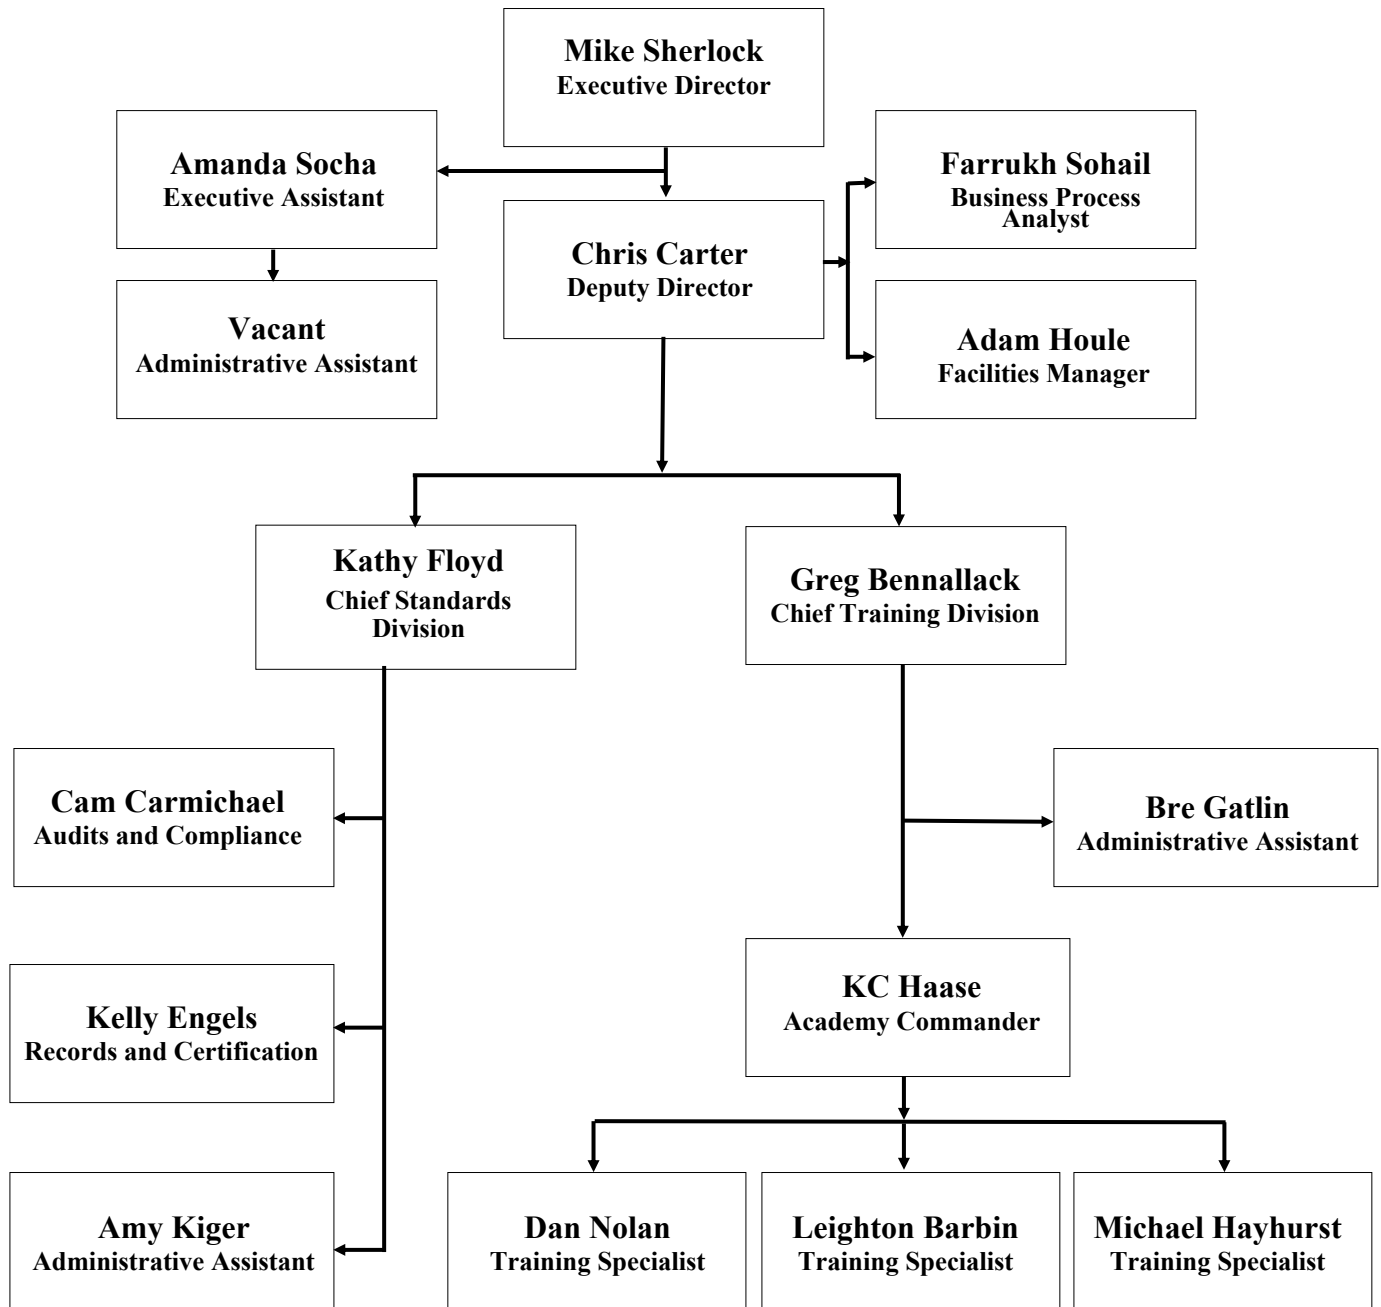 Mike Sherlock
Executive Director
Amanda Socha
Executive Assistant
Farrukh Sohail
Business Process
Analyst
Chris Carter
Deputy Director
Vacant
Administrative Assistant
Adam Houle
Facilities Manager
Kathy Floyd
Chief Standards
Division
Greg Bennallack
Chief Training Division
Cam Carmichael
Audits and Compliance
Bre Gatlin
Administrative Assistant
Kelly Engels
Records and Certification
KC Haase
Academy Commander
Amy Kiger
Administrative Assistant
Dan Nolan
Training Specialist
Leighton Barbin
Training Specialist
Michael Hayhurst
Training Specialist